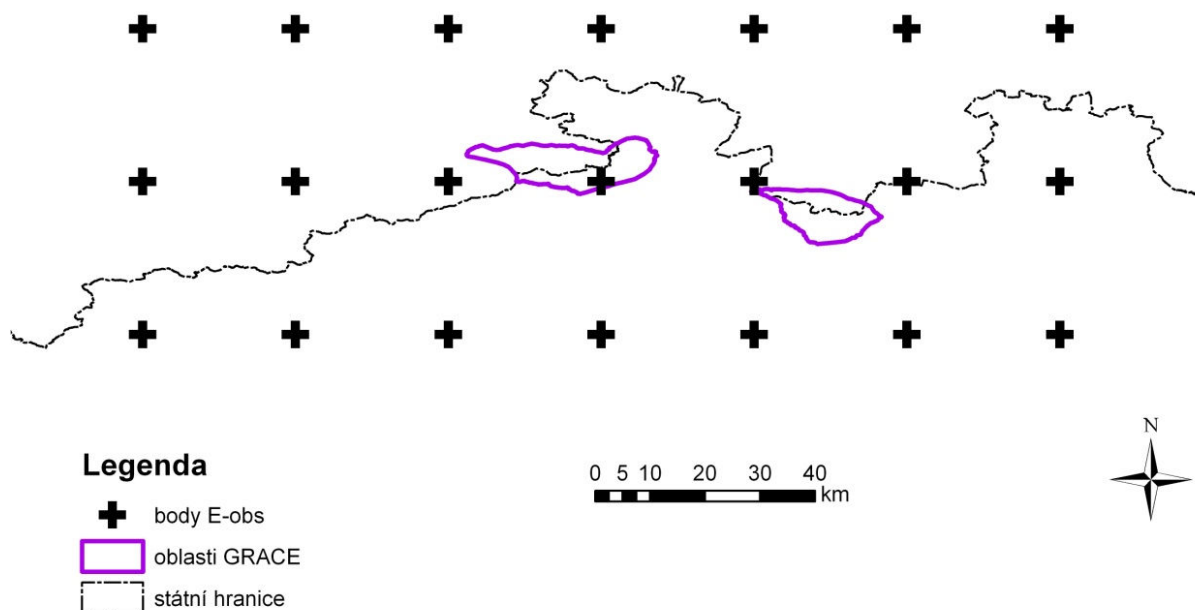 Legenda
body E-obs
oblasti GRACE
státní hranice
0 5 10 20 30 40
km
N